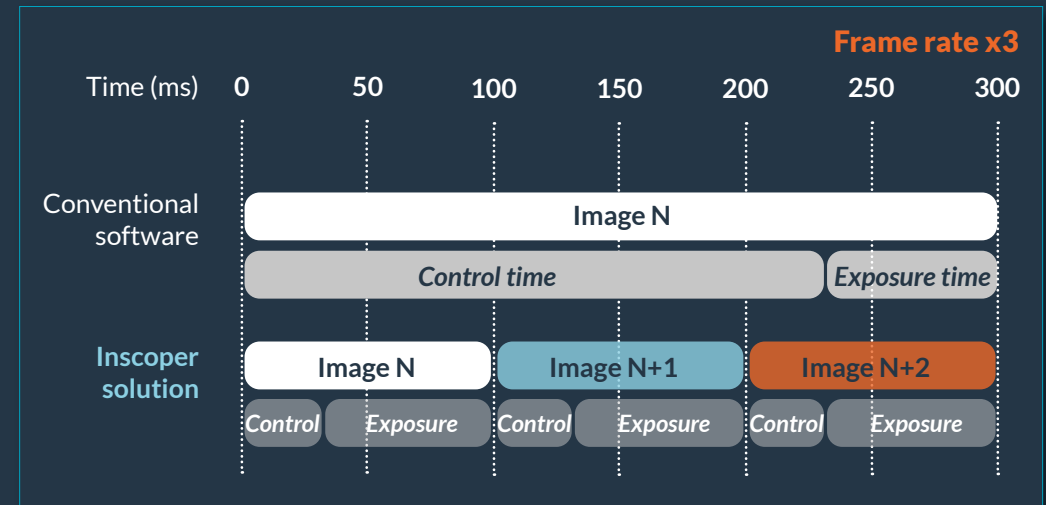 Frame rate x3
Time (ms) 0 50 100 150 200 250 300
Conventional
software
Image N
Control time Exposure time
Inscoper
solution
Image N Image N+1 Image N+2
Control Exposure Control Exposure Control Exposure